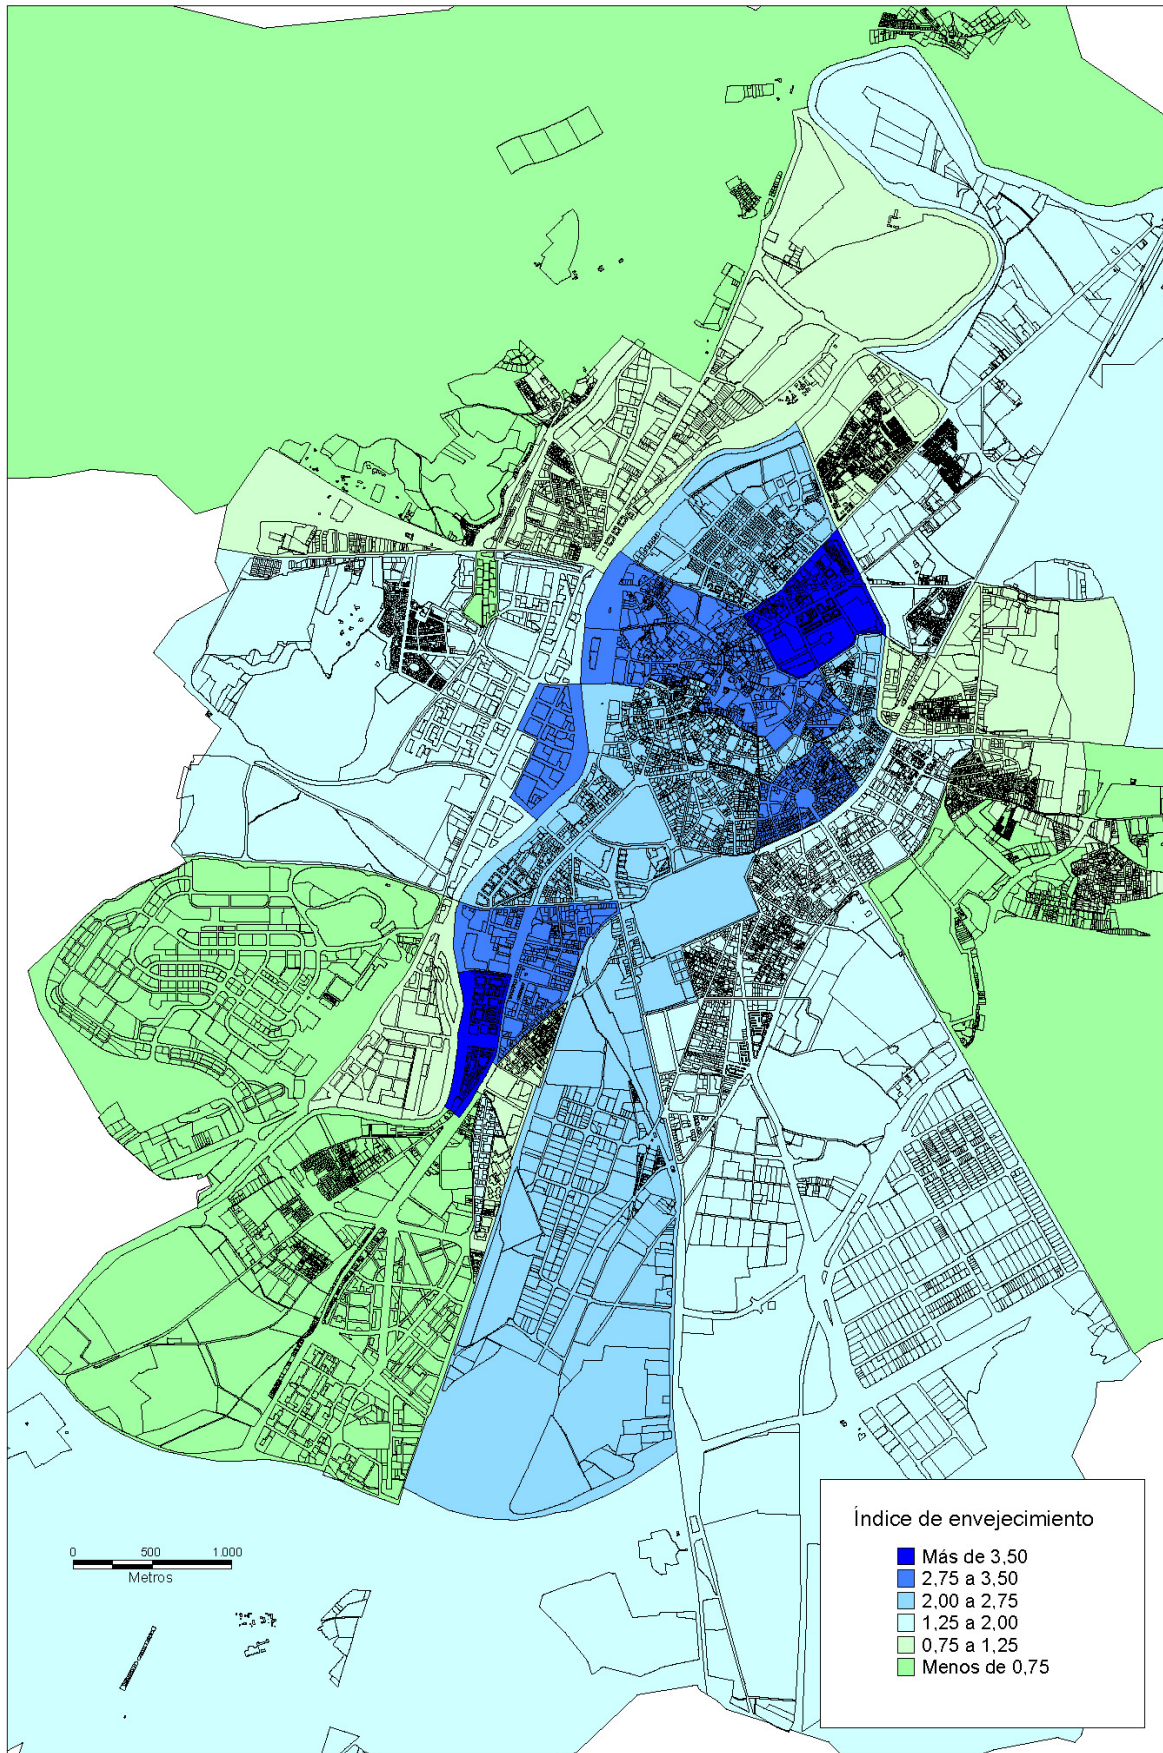 Índice de envejecimiento
Más de 3,50
2,75 a 3,50
2,00 a 2,75
1,25 a 2,00
0,75 a 1,25
Menos de 0,75
0 500 1.000
Metros